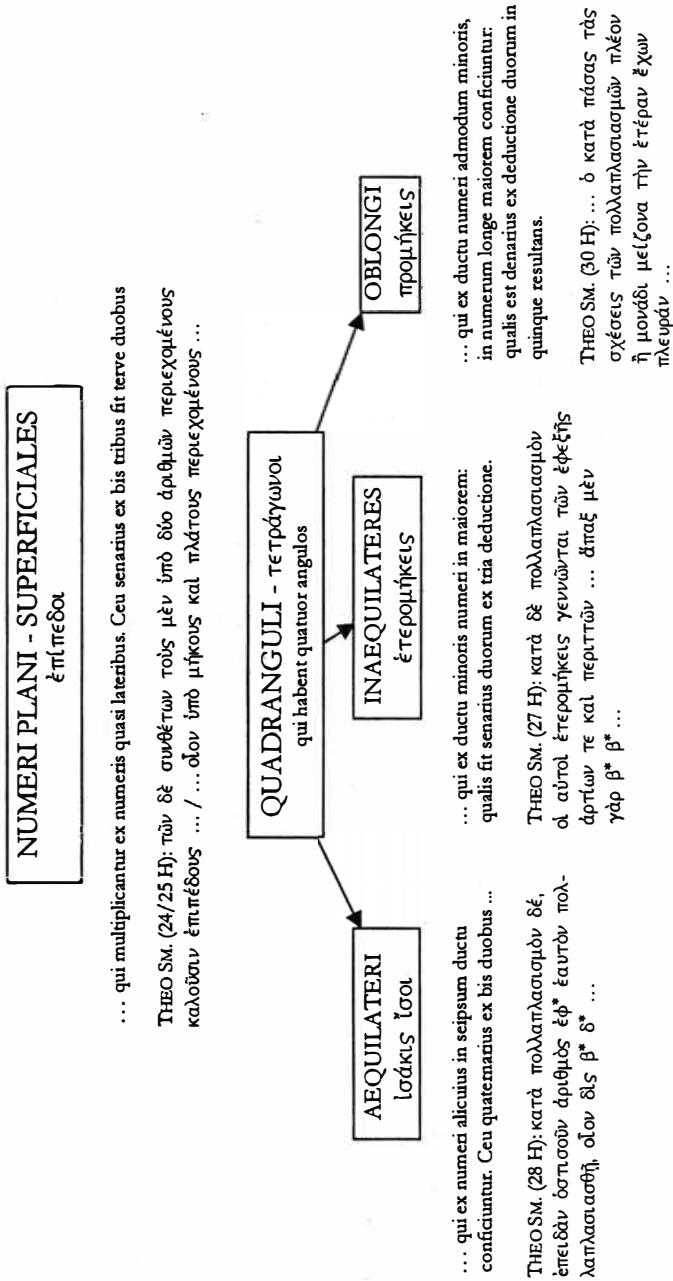 NUMERI PLANI - SUPERFICIALES
ἐπίπεδοι
… qui multiplicantur ex numeris quasi lateribus. Ceu senarius ex bis tribus fit terve duobus
THEO SM. (24/25 H): τῶν δὲ συνθέτων τοὺς μὲν ὑπὸ δύο ἀριθμῶν περιεχομένους
καλοῦσιν ἐπιπέδους … / … οἷον ὑπὸ μήκους καὶ πλάτους περιεχομένους …
QUADRANGULI - τετράγωνοι
qui habent quatuor angulos
AEQUILATERI
ἰσάκις ἴσοι
… qui ex numeri alicuius in seipsum ductu
conficiuntur. Ceu quaternarius ex bis duobus …
THEO SM. (28 H): κατὰ πολλαπλασισμὸν δέ,
ἐπειδὰν ὁστισοῦν ἀριθμὸς ἐφ* ἑαυτὸν πολ-
λαπλασιασθῇ, οἷον δὶς β* δ* …
INAEQUILATERES
ἑτερομήκεις
… qui ex ductu minoris numeri in maiorem:
qualis fit senarius duorum ex tria deductione.
THEO SM. (27 H): κατὰ δὲ πολλαπλασιασμὸν
οἱ αὐτοὶ ἑτερομήκεις γεννῶνται τῶν ἐφεξῆς
ἀρτίων τε καὶ περιττῶν … ἅπαξ μὲν
γὰρ β* β* …
OBLONGI
προμήκεις
… qui ex ductu numeri admodum minoris,
in numerum longe maiorem conficiuntur:
qualis est denarius ex deductione duorum in
quinque resultans.
THEO SM. (30 H): … ὁ κατὰ πάσας τὰς
σχέσεις τῶν πολλαπλασιασμῶν πλέον
ἢ μονάδι μείζονα τὴν ἑτέραν ἔχων
πλευράν …